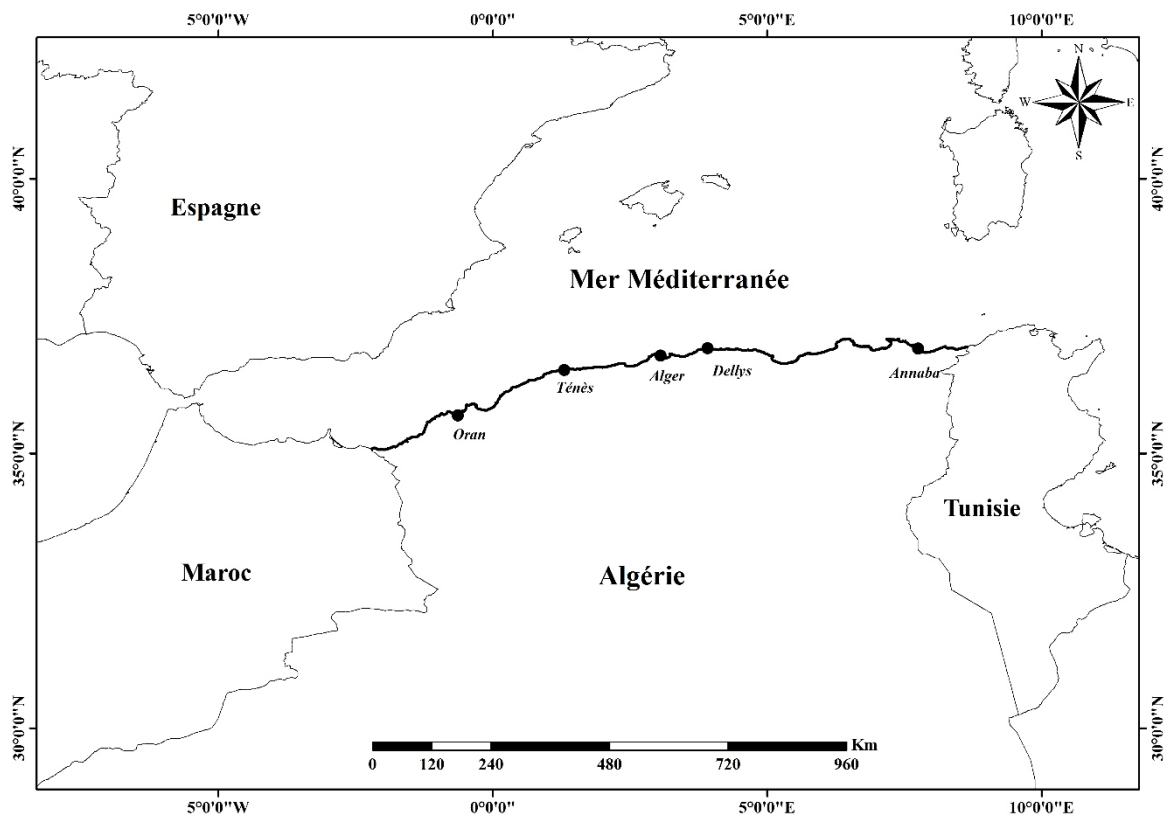 5°0'0"W 0°0'0" 5°0'0"E 10°0'0"E
N
W E
S
40°0'0"N 40°0'0"N
Espagne
Mer Méditerranée
Ténès Alger Dellys Annaba
Oran
35°0'0"N 35°0'0"N
Tunisie
Maroc
Algérie
30°0'0"N 30°0'0"N
Km
0 120 240 480 720 960
5°0'0"W 0°0'0" 5°0'0"E 10°0'0"E